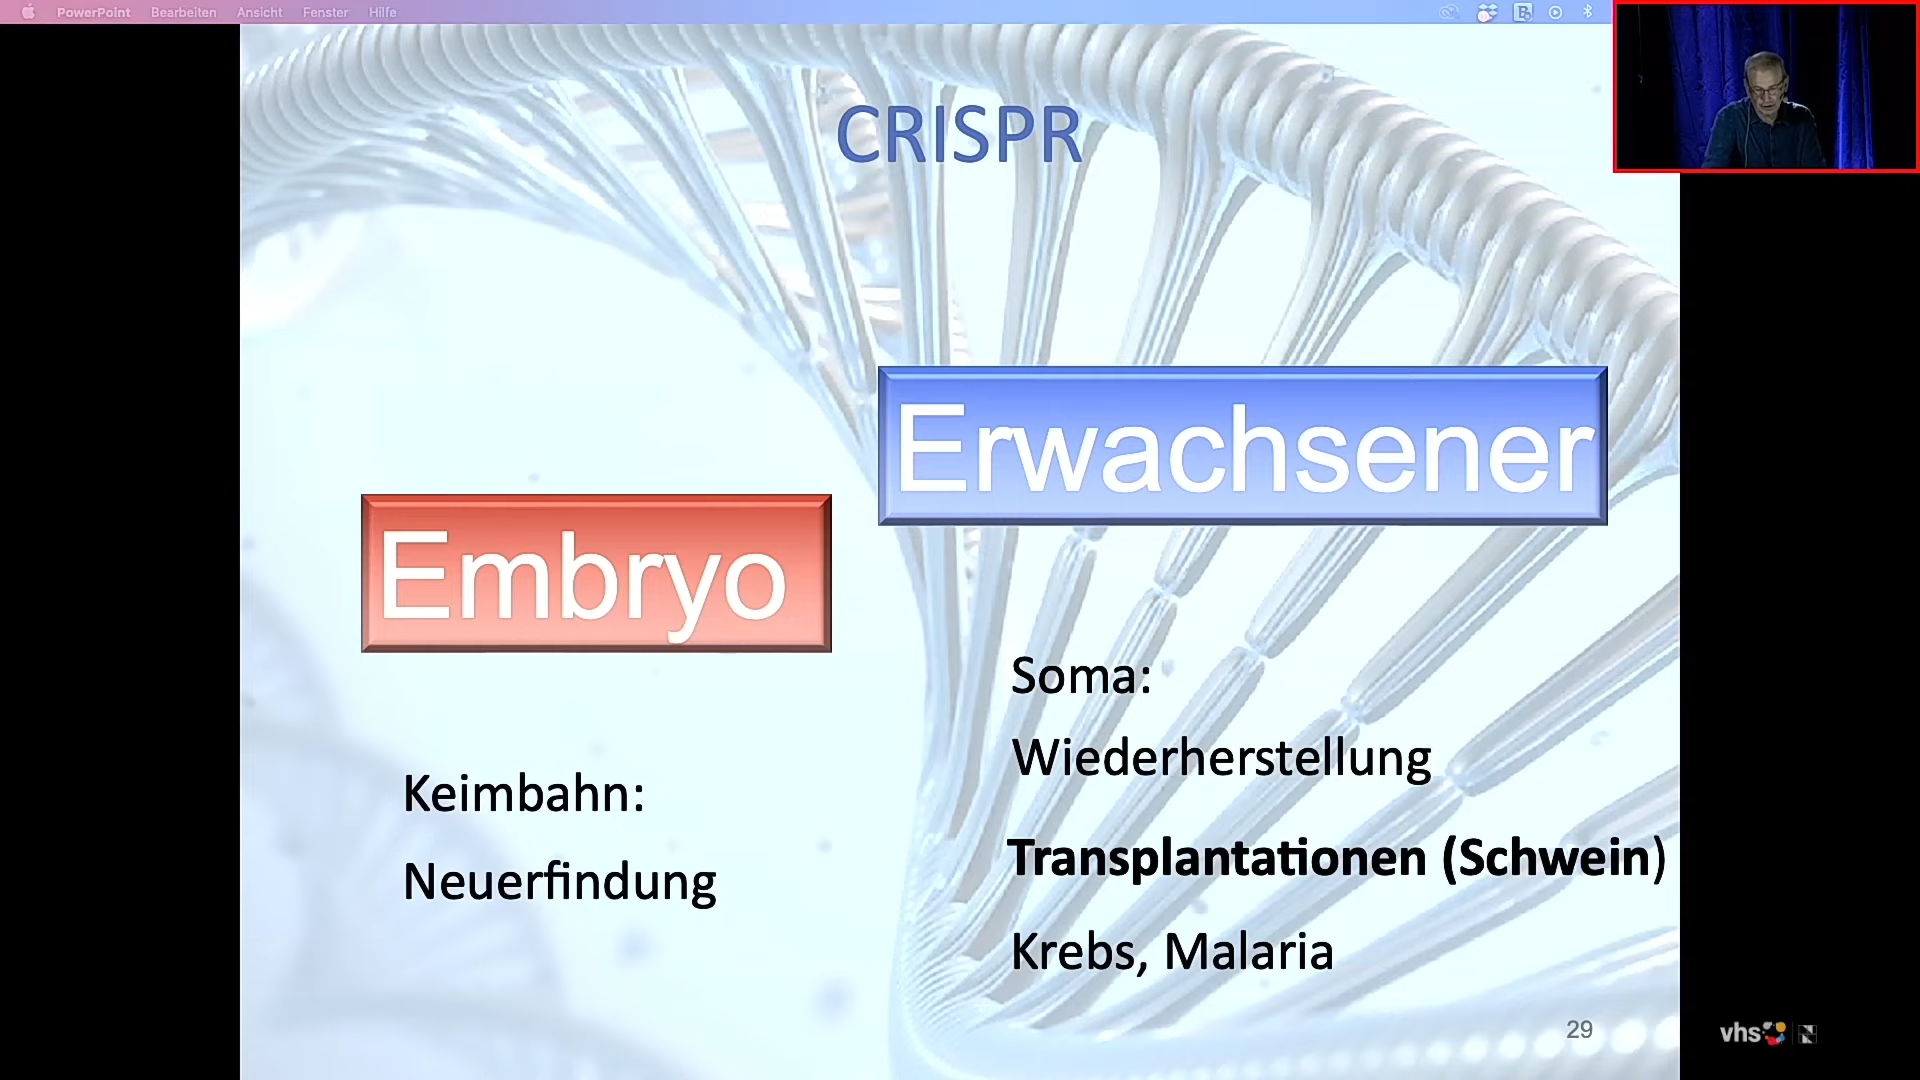 PowerPoint Bearbeiten Ansicht Fenster Hilfe
CRISPR
Erwachsener
Embryo
Soma:
Wiederherstellung
Keimbahn:
Transplantationen (Schwein)
Neuerfindung
Krebs, Malaria
29
vhs